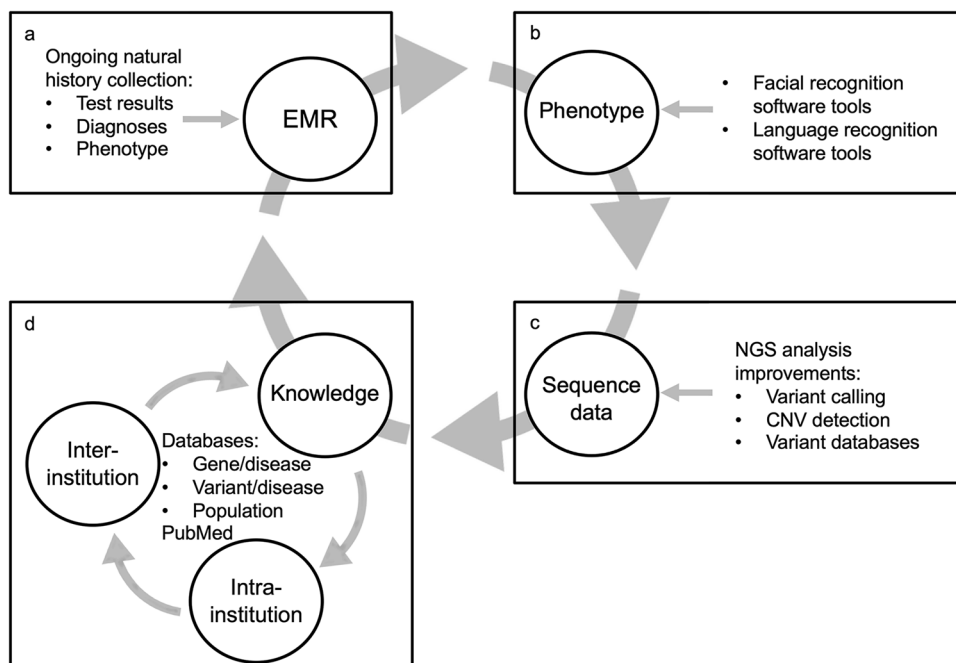 a
Ongoing natural
history collection:
• Test results
• Diagnoses
• Phenotype
EMR
b
Phenotype
• Facial recognition
software tools
• Language recognition
software tools
c
Sequence
data
NGS analysis
improvements:
• Variant calling
• CNV detection
• Variant databases
d
Knowledge
Inter-
institution
Databases:
• Gene/disease
• Variant/disease
• Population
PubMed
Intra-
institution